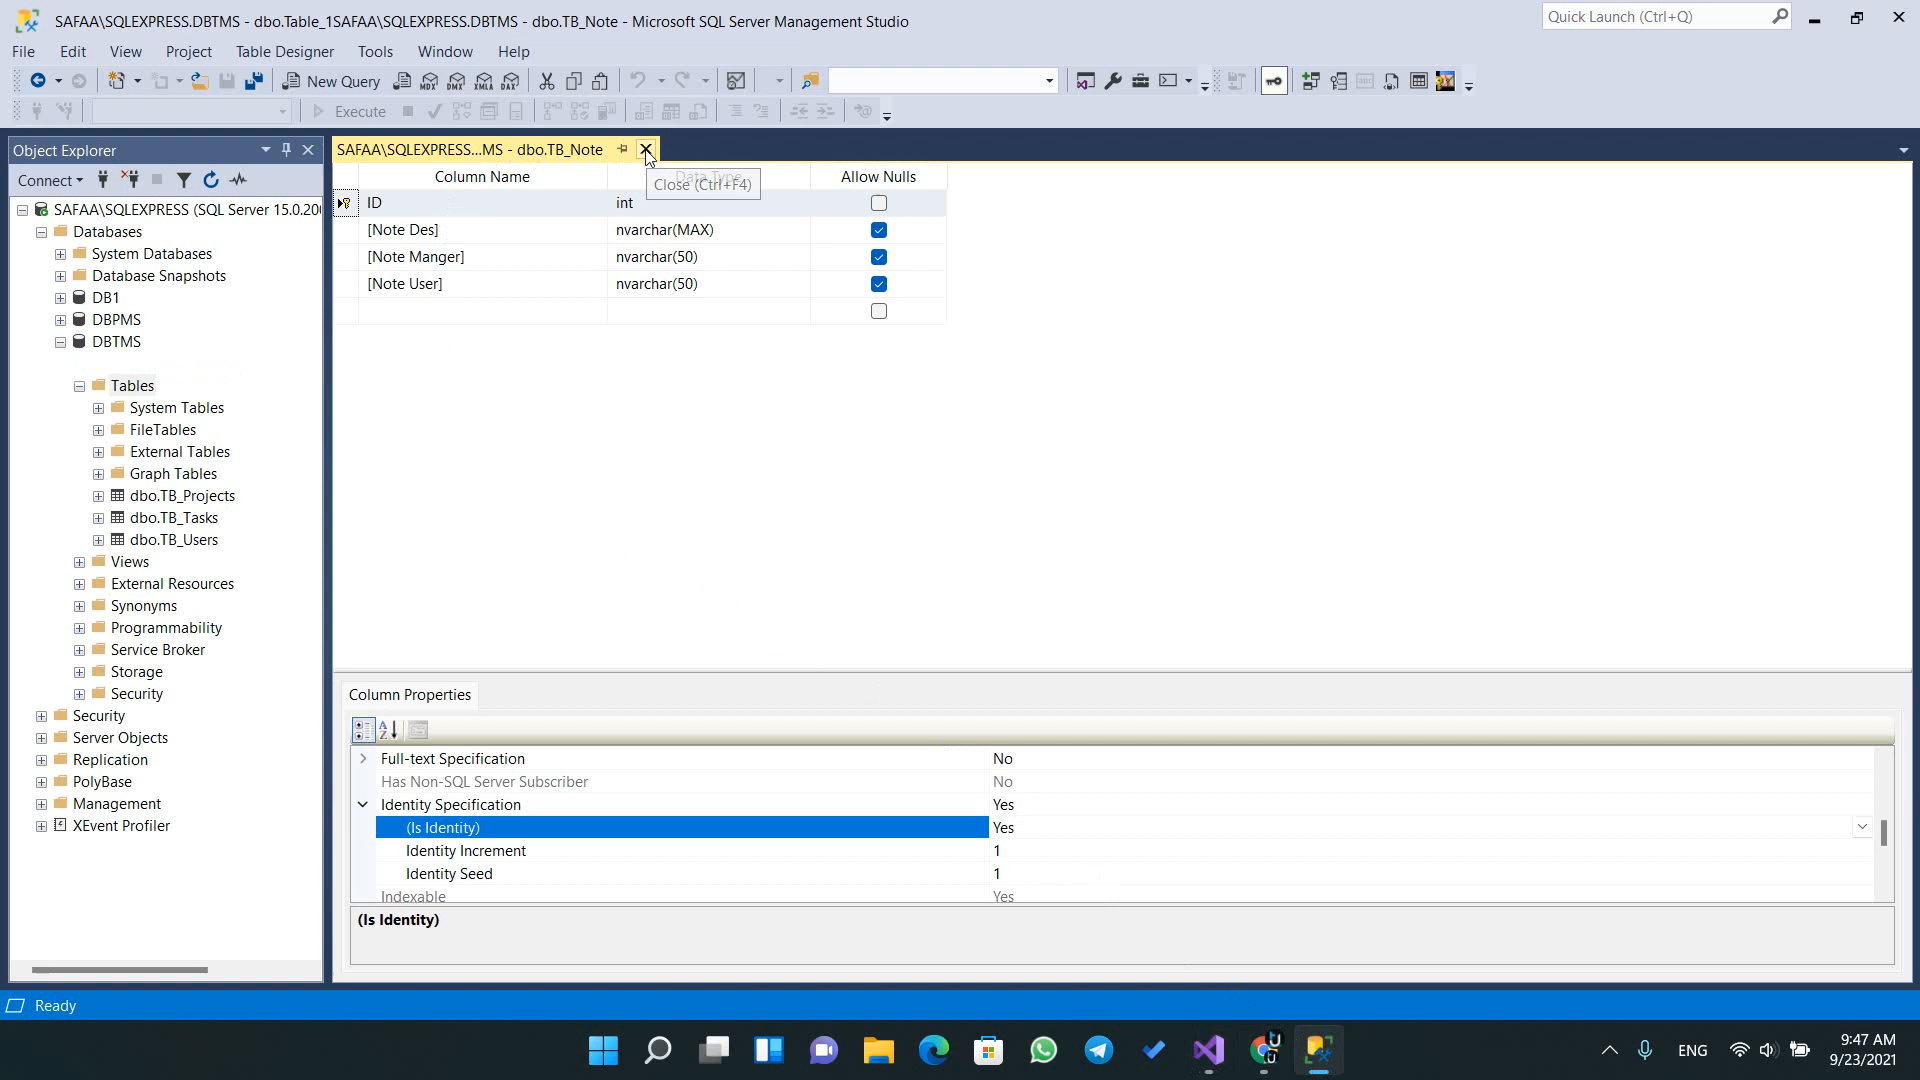 SAFAA\SQLEXPRESS.DBTMS - dbo.Table_1SAFAA\SQLEXPRESS.DBTMS - dbo.TB_Note - Microsoft SQL Server Management Studio
Quick Launch (Ctrl+Q)
File Edit View Project Table Designer Tools Window Help
New Query MDX DMX XMLA DAX
Execute
Object Explorer
SAFAA\SQLEXPRESS...MS - dbo.TB_Note
Connect
Column Name Data Type Allow Nulls
Close (Ctrl+F4)
ID int
[Note Des] nvarchar(MAX)
[Note Manger] nvarchar(50)
[Note User] nvarchar(50)
SAFAA\SQLEXPRESS (SQL Server 15.0.200
Databases
System Databases
Database Snapshots
DB1
DBPMS
DBTMS
Tables
System Tables
FileTables
External Tables
Graph Tables
dbo.TB_Projects
dbo.TB_Tasks
dbo.TB_Users
Views
External Resources
Synonyms
Programmability
Service Broker
Storage
Security
Security
Server Objects
Replication
PolyBase
Management
XEvent Profiler
Column Properties
Full-text Specification No
Has Non-SQL Server Subscriber No
Identity Specification Yes
(Is Identity) Yes
Identity Increment 1
Identity Seed 1
Indexable Yes
(Is Identity)
Ready
ENG
9:47 AM
9/23/2021